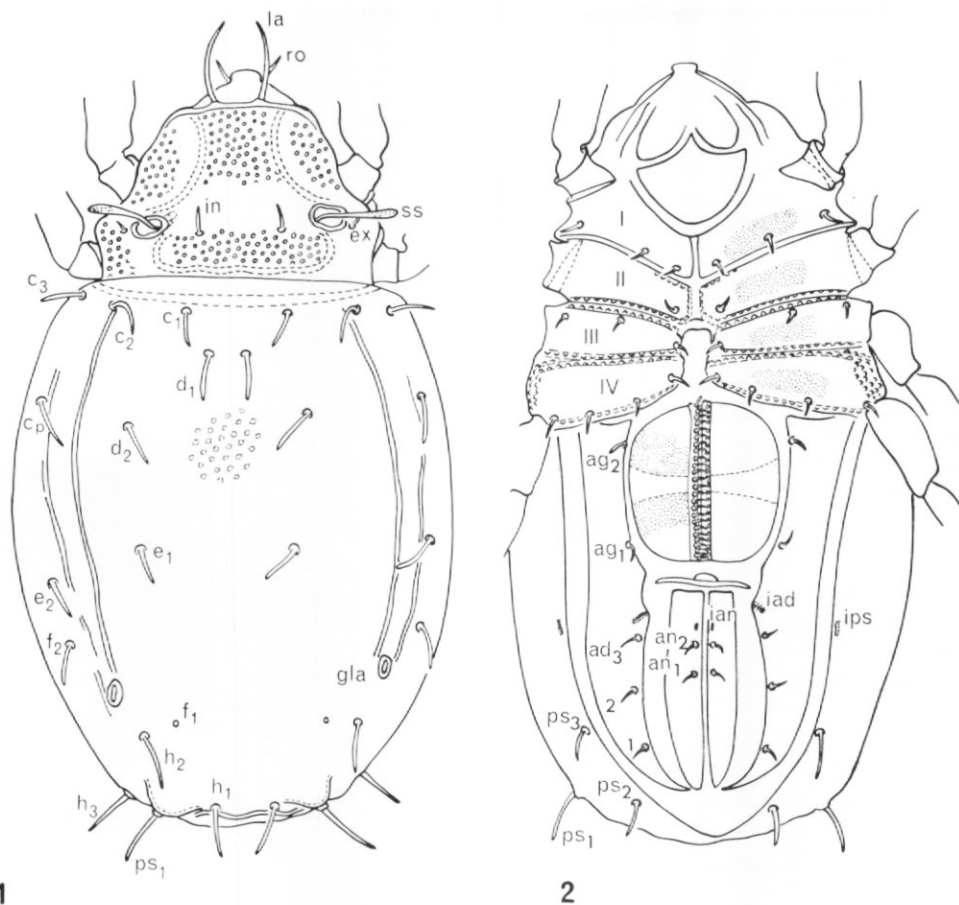 la
ro
in
ss
ex
c3
c2
c1
d1
cp
d2
e1
e2
f2
gla
f1
h2
h1
h3
ps1
1
I
II
III
IV
ag2
ag1
ian
iad
an2
ips
ad3
an1
2
ps3
1
ps2
ps1
2